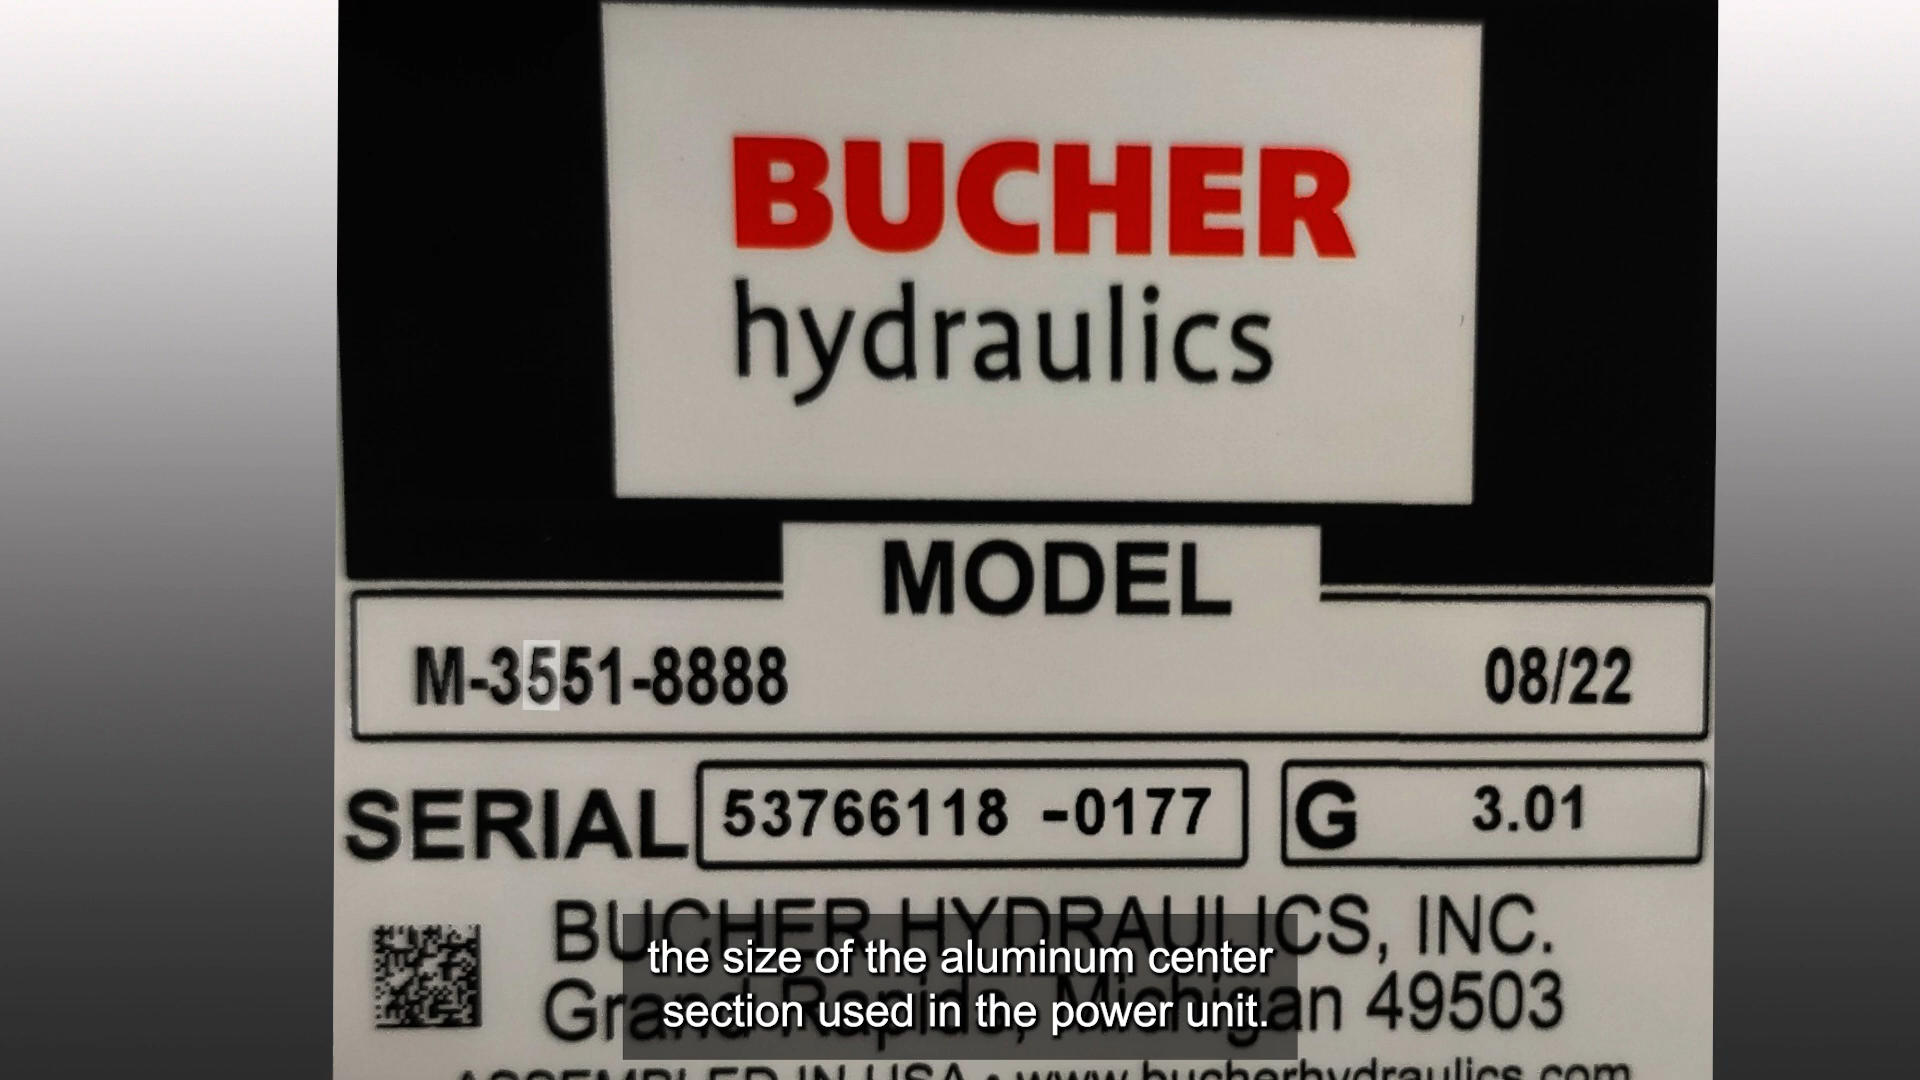 BUCHER
hydraulics
MODEL
M-3551-8888 08/22
SERIAL 53766118 -0177 G 3.01
BUCHER HYDRAULICS, INC.
Grand Rapids, Michigan 49503
the size of the aluminum center
section used in the power unit.
ASSEMBLED IN USA • www.bucherhydraulics.com